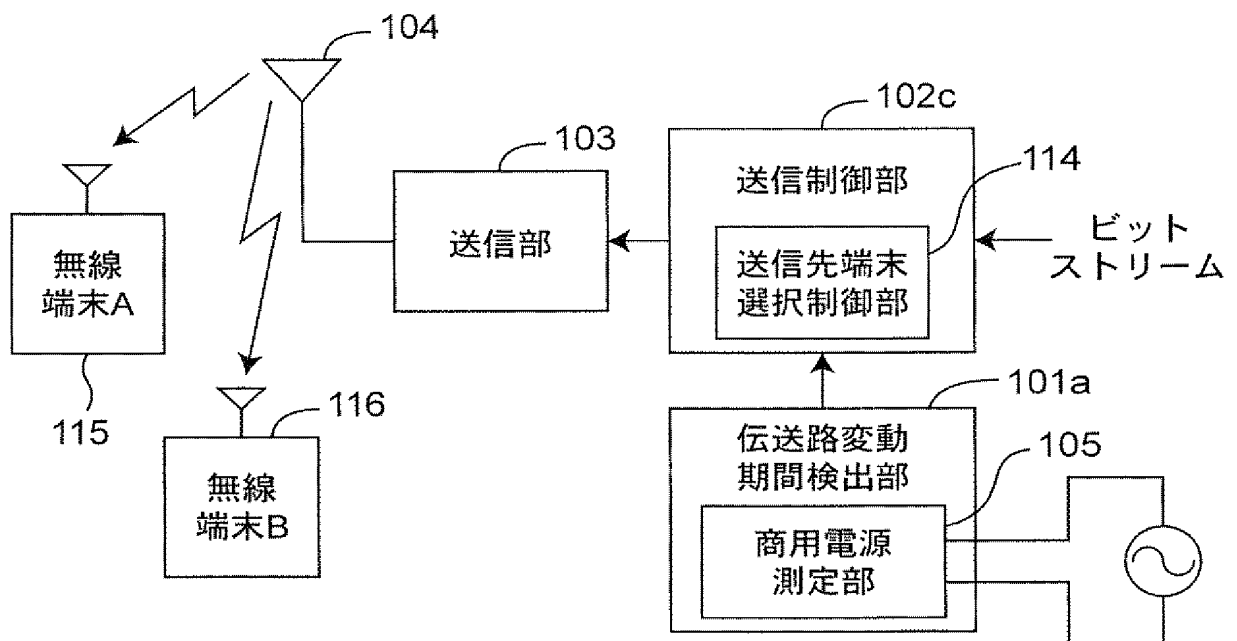 104
102c
103
114
送信制御部
送信部
ビット
ストリーム
無線
端末A
送信先端末
選択制御部
115
116
101a
伝送路変動
期間検出部
105
無線
端末B
商用電源
測定部